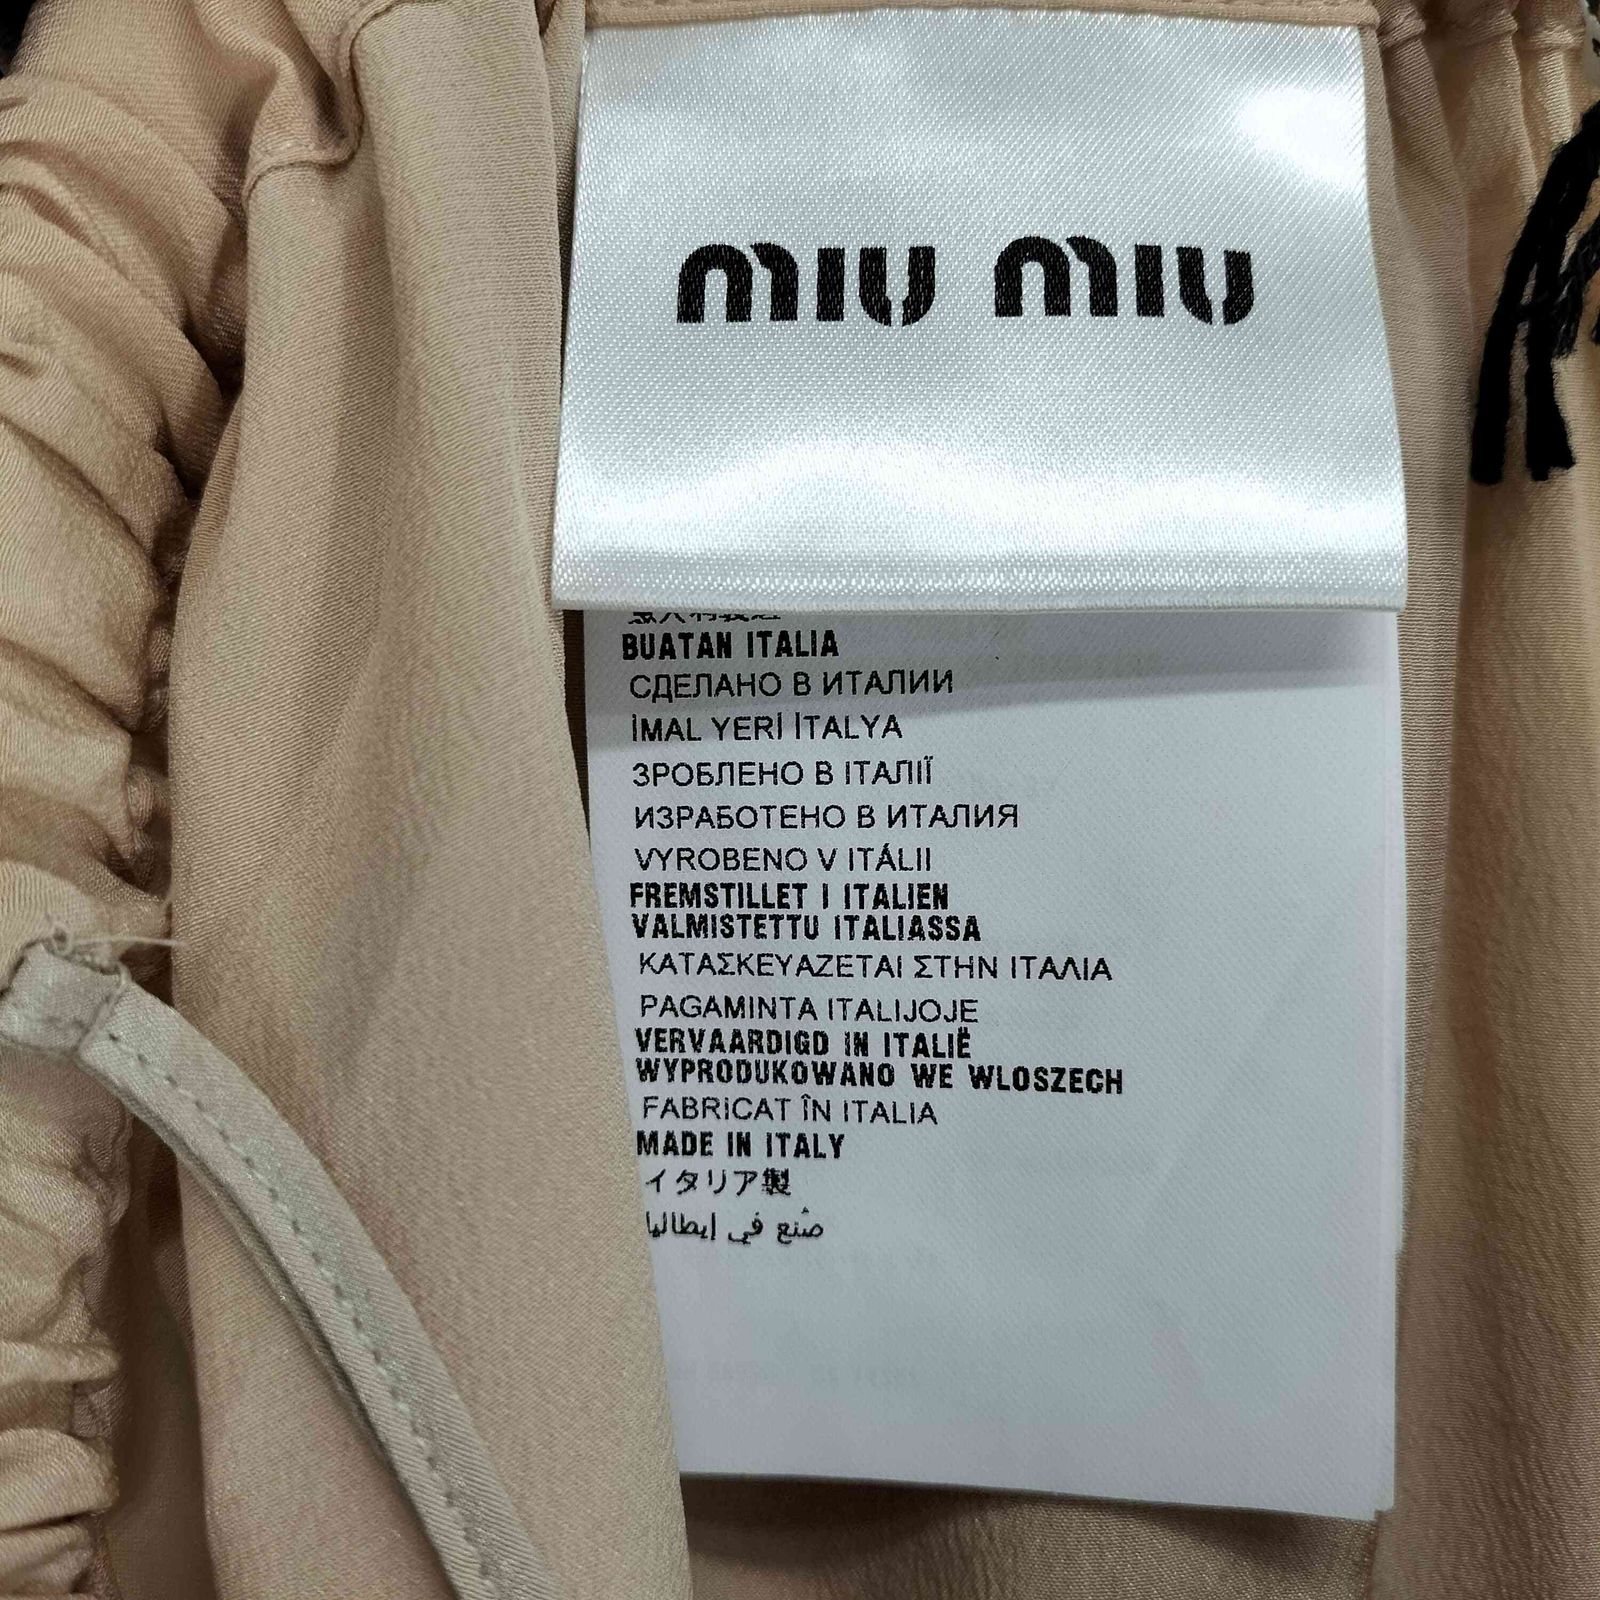 miu miu
BUATAN ITALIA
СДЕЛАНО В ИТАЛИИ
İMAL YERİ İTALYA
ЗРОБЛЕНО В ІТАЛІЇ
ИЗРАБОТЕНО В ИТАЛИЯ
VYROBENO V ITÁLII
FREMSTILLET I ITALIEN
VALMISTETTU ITALIASSA
ΚΑΤΑΣΚΕΥΑΖΕΤΑΙ ΣΤΗΝ ΙΤΑΛΙΑ
PAGAMINTA ITALIJOJE
VERVAARDIGD IN ITALIË
WYPRODUKOWANO WE WLOSZECH
FABRICAT ÎN ITALIA
MADE IN ITALY
イタリア製
صُنع في إيطاليا